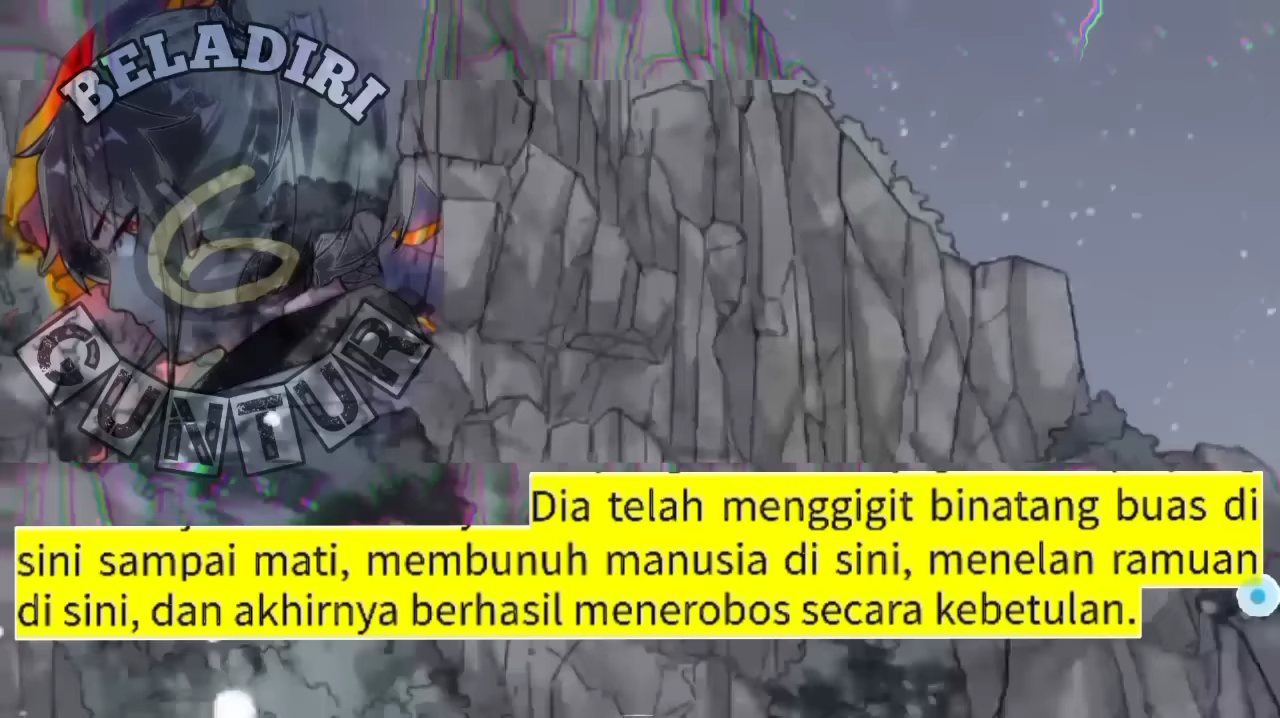 BELADIRI
6
GUNTUR
Dia telah menggigit binatang buas di
sini sampai mati, membunuh manusia di sini, menelan ramuan
di sini, dan akhirnya berhasil menerobos secara kebetulan.